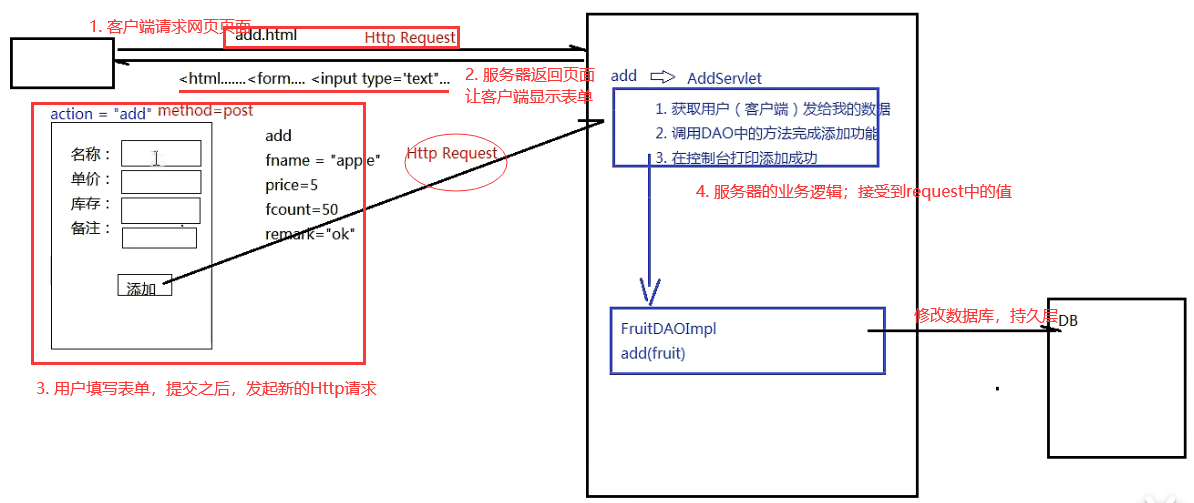 1. 客户端请求网页页面
add.html
Http Request
<html.......<form.... <input type="text"...
2. 服务器返回页面
让客户端显示表单
action = "add"
method=post
名称：
单价：
库存：
备注：
添加
add
fname = "apple"
price=5
fcount=50
remark="ok"
Http Request
3. 用户填写表单，提交之后，发起新的Http请求
add
AddServlet
1. 获取用户（客户端）发给我的数据
2. 调用DAO中的方法完成添加功能
3. 在控制台打印添加成功
4. 服务器的业务逻辑；接受到request中的值
FruitDAOImpl
add(fruit)
修改数据库，持久层
DB